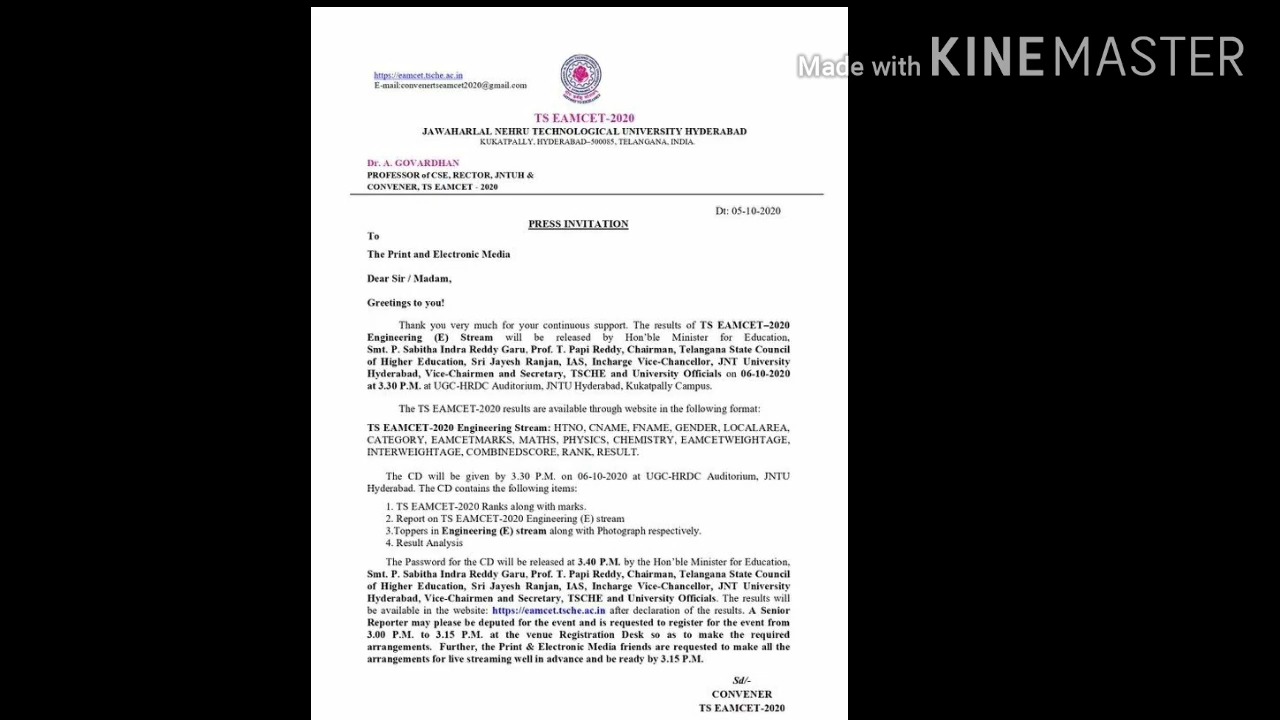 Made with KINEMASTER
https://eamcet.tsche.ac.in
E-mail:convenertseamcet2020@gmail.com
TS EAMCET-2020
JAWAHARLAL NEHRU TECHNOLOGICAL UNIVERSITY HYDERABAD
KUKATPALLY, HYDERABAD–500085, TELANGANA, INDIA.
Dr. A. GOVARDHAN
PROFESSOR of CSE, RECTOR, JNTUH &
CONVENER, TS EAMCET - 2020
Dt: 05-10-2020
PRESS INVITATION
To
The Print and Electronic Media
Dear Sir / Madam,
Greetings to you!
Thank you very much for your continuous support. The results of TS EAMCET–2020
Engineering (E) Stream will be released by Hon'ble Minister for Education,
Smt. P. Sabitha Indra Reddy Garu, Prof. T. Papi Reddy, Chairman, Telangana State Council
of Higher Education, Sri Jayesh Ranjan, IAS, Incharge Vice-Chancellor, JNT University
Hyderabad, Vice-Chairmen and Secretary, TSCHE and University Officials on 06-10-2020
at 3.30 P.M. at UGC-HRDC Auditorium, JNTU Hyderabad, Kukatpally Campus.
The TS EAMCET-2020 results are available through website in the following format:
TS EAMCET-2020 Engineering Stream: HTNO, CNAME, FNAME, GENDER, LOCALAREA,
CATEGORY, EAMCETMARKS, MATHS, PHYSICS, CHEMISTRY, EAMCETWEIGHTAGE,
INTERWEIGHTAGE, COMBINEDSCORE, RANK, RESULT.
The CD will be given by 3.30 P.M. on 06-10-2020 at UGC-HRDC Auditorium, JNTU
Hyderabad. The CD contains the following items:
1. TS EAMCET-2020 Ranks along with marks.
2. Report on TS EAMCET-2020 Engineering (E) stream
3.Toppers in Engineering (E) stream along with Photograph respectively.
4. Result Analysis
The Password for the CD will be released at 3.40 P.M. by the Hon'ble Minister for Education,
Smt. P. Sabitha Indra Reddy Garu, Prof. T. Papi Reddy, Chairman, Telangana State Council
of Higher Education, Sri Jayesh Ranjan, IAS, Incharge Vice-Chancellor, JNT University
Hyderabad, Vice-Chairmen and Secretary, TSCHE and University Officials. The results will
be available in the website: https://eamcet.tsche.ac.in after declaration of the results. A Senior
Reporter may please be deputed for the event and is requested to register for the event from
3.00 P.M. to 3.15 P.M. at the venue Registration Desk so as to make the required
arrangements. Further, the Print & Electronic Media friends are requested to make all the
arrangements for live streaming well in advance and be ready by 3.15 P.M.
Sd/-
CONVENER
TS EAMCET-2020